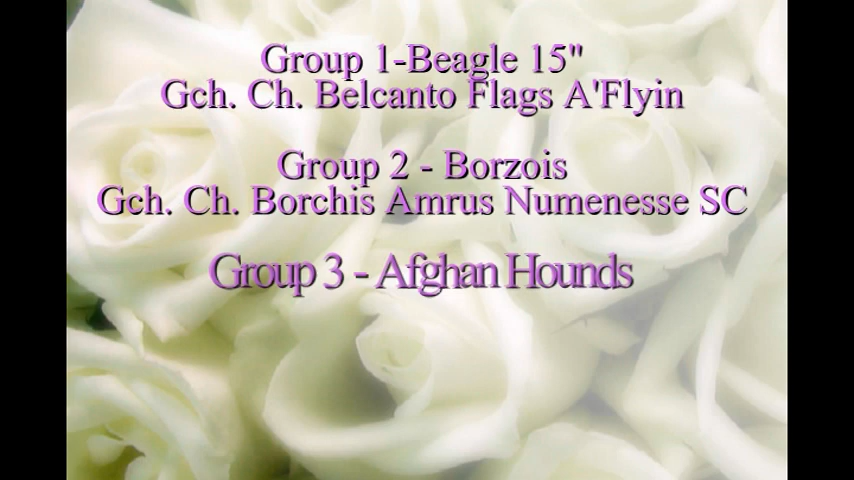 Group 1-Beagle 15"
Gch. Ch. Belcanto Flags A'Flyin
Group 2 - Borzois
Gch. Ch. Borchis Amrus Numenesse SC
Group 3 - Afghan Hounds